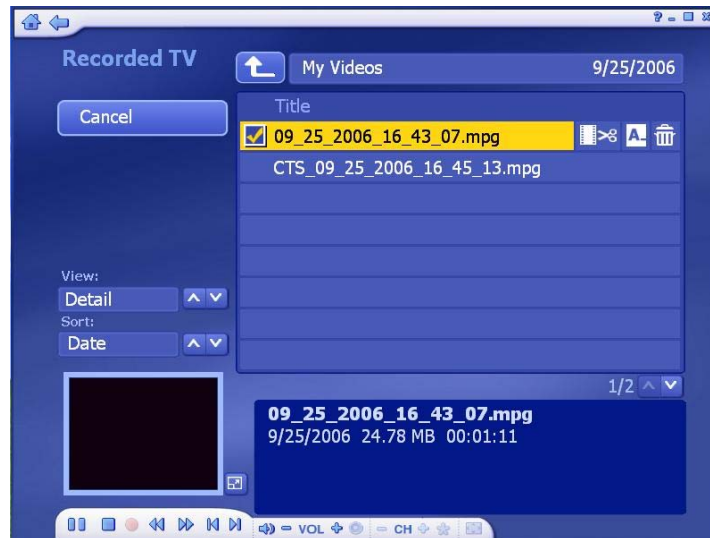 Recorded TV
My Videos 9/25/2006
Cancel
Title
09_25_2006_16_43_07.mpg A
CTS_09_25_2006_16_45_13.mpg
View:
Detail
Sort:
Date
1/2
09_25_2006_16_43_07.mpg
9/25/2006 24.78 MB 00:01:11
VOL CH